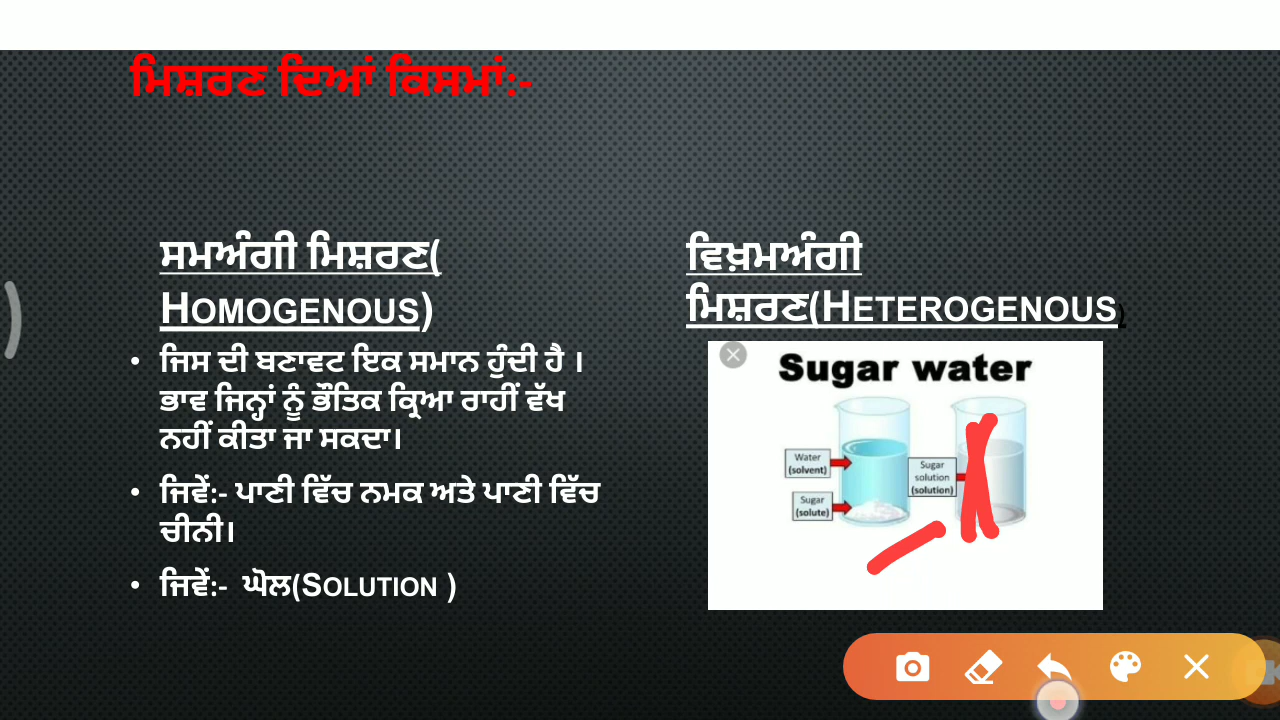 ਮਿਸ਼ਰਣ ਦਿਆਂ ਕਿਸਮਾਂ:-
ਸਮਅੰਗੀ ਮਿਸ਼ਰਣ(
HOMOGENOUS)
• ਜਿਸ ਦੀ ਬਣਾਵਟ ਇਕ ਸਮਾਨ ਹੁੰਦੀ ਹੈ ।
ਭਾਵ ਜਿਨ੍ਹਾਂ ਨੂੰ ਭੌਤਿਕ ਕ੍ਰਿਆ ਰਾਹੀਂ ਵੱਖ
ਨਹੀਂ ਕੀਤਾ ਜਾ ਸਕਦਾ।
• ਜਿਵੇਂ:- ਪਾਣੀ ਵਿੱਚ ਨਮਕ ਅਤੇ ਪਾਣੀ ਵਿੱਚ
ਚੀਨੀ।
• ਜਿਵੇਂ:- ਘੋਲ(SOLUTION )
ਵਿਖ਼ਮਅੰਗੀ
ਮਿਸ਼ਰਣ(HETEROGENOUS)
Sugar water
Water
(solvent)
Sugar
(solute)
Sugar
solution
(solution)